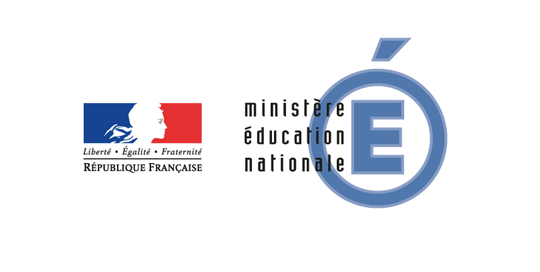 Liberté • Égalité • Fraternité
RÉPUBLIQUE FRANÇAISE
ministère
éducation
nationale
É